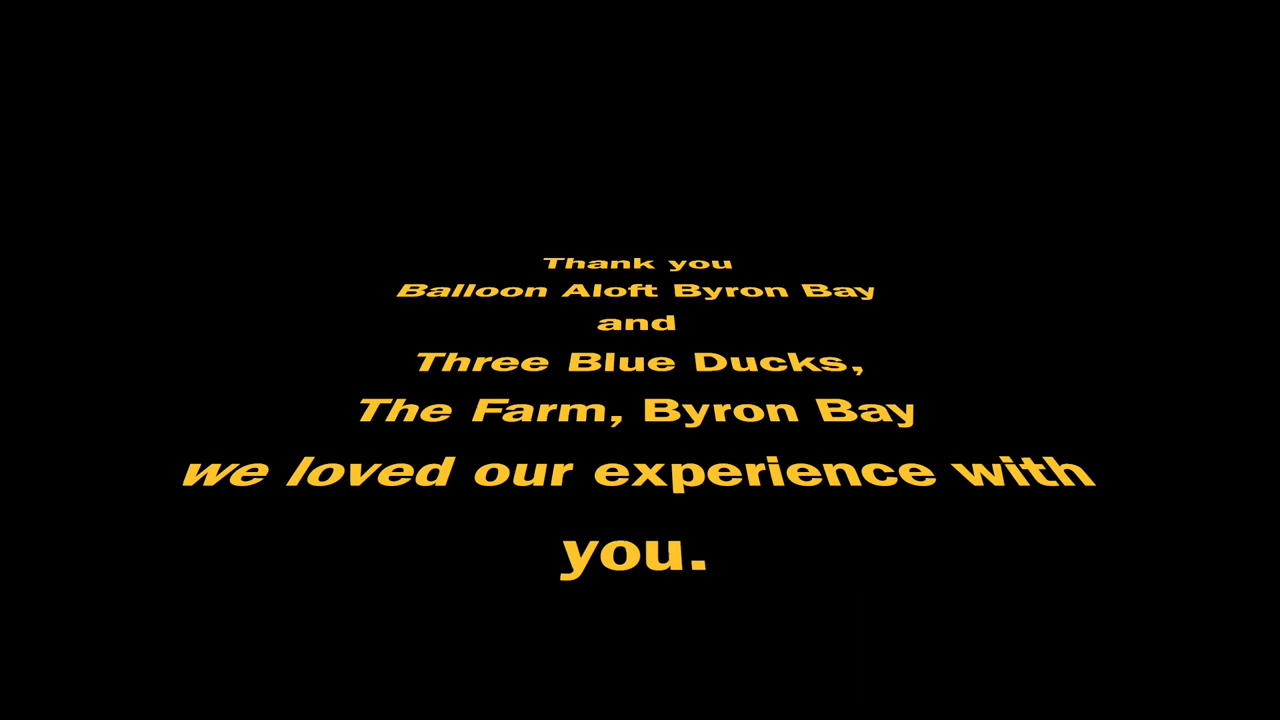 Thank you
Balloon Aloft Byron Bay
and
Three Blue Ducks,
The Farm, Byron Bay
we loved our experience with
you.